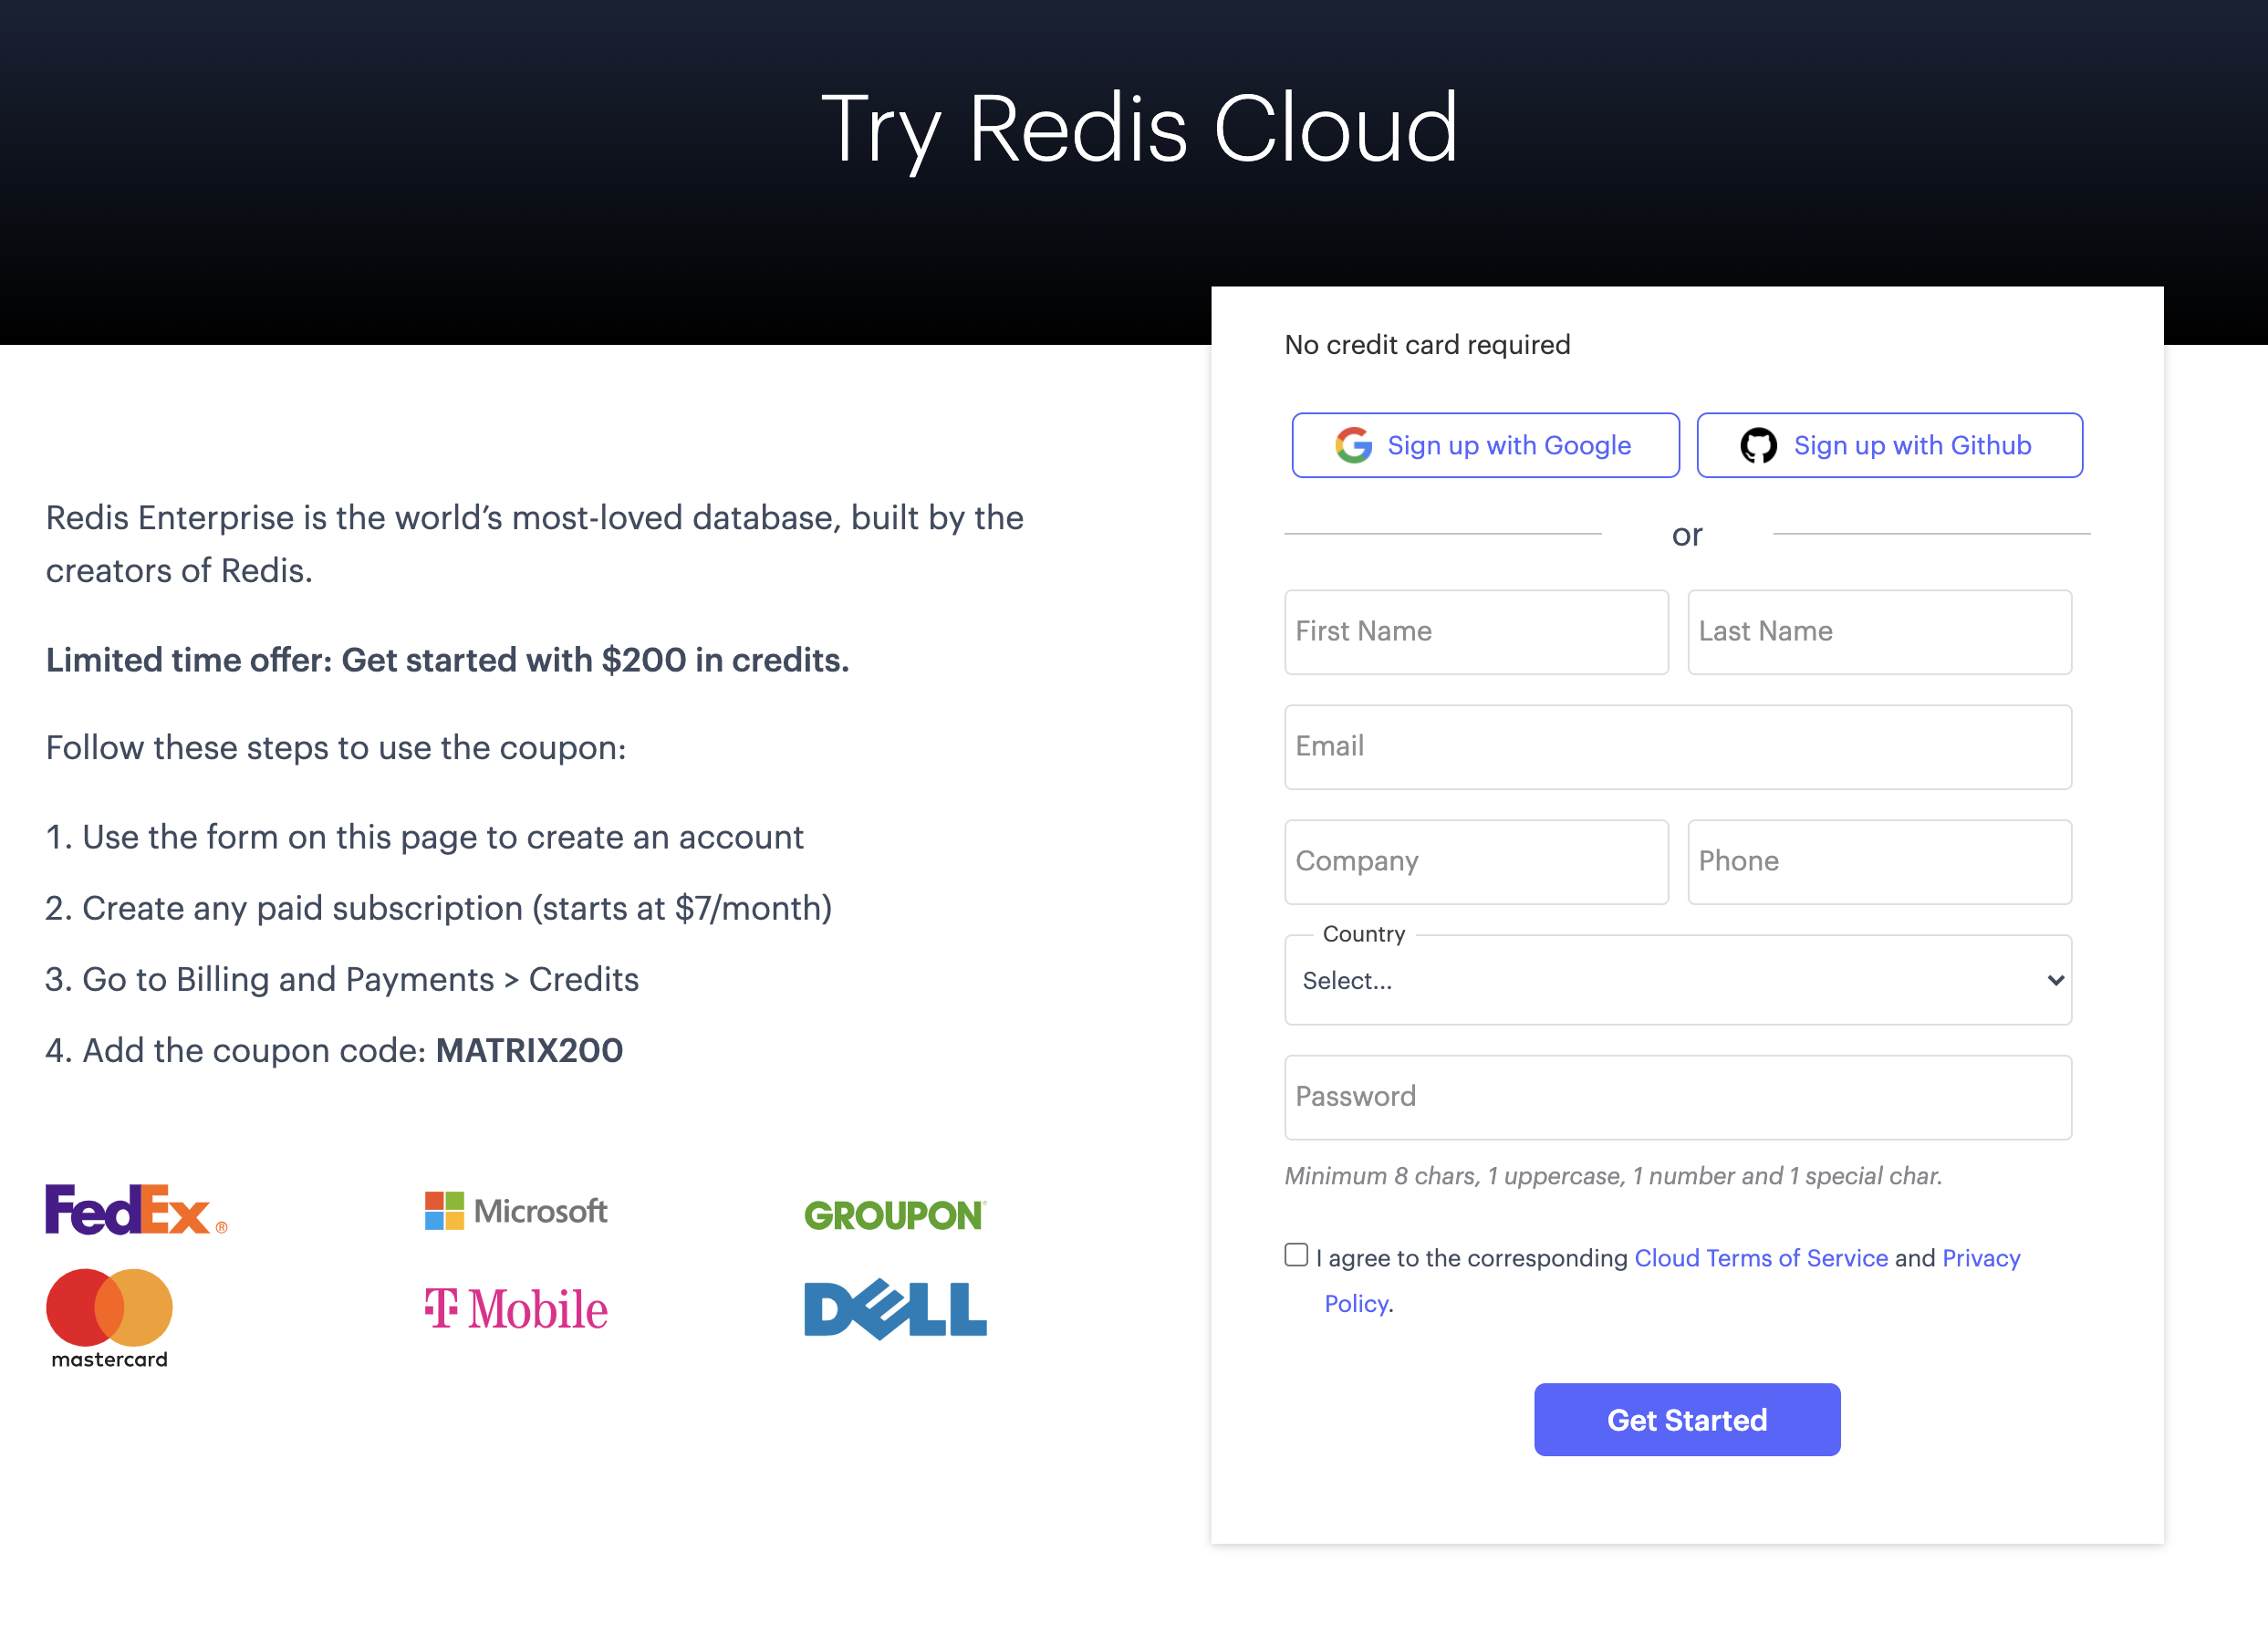 Try Redis Cloud
Redis Enterprise is the world’s most-loved database, built by the
creators of Redis.
Limited time offer: Get started with $200 in credits.
Follow these steps to use the coupon:
1. Use the form on this page to create an account
2. Create any paid subscription (starts at $7/month)
3. Go to Billing and Payments > Credits
4. Add the coupon code: MATRIX200
FedEx®
Microsoft
GROUPON
mastercard
T Mobile
DELL
No credit card required
Sign up with Google
Sign up with Github
or
First Name
Last Name
Email
Company
Phone
Country
Select...
Password
Minimum 8 chars, 1 uppercase, 1 number and 1 special char.
I agree to the corresponding Cloud Terms of Service and Privacy
Policy.
Get Started